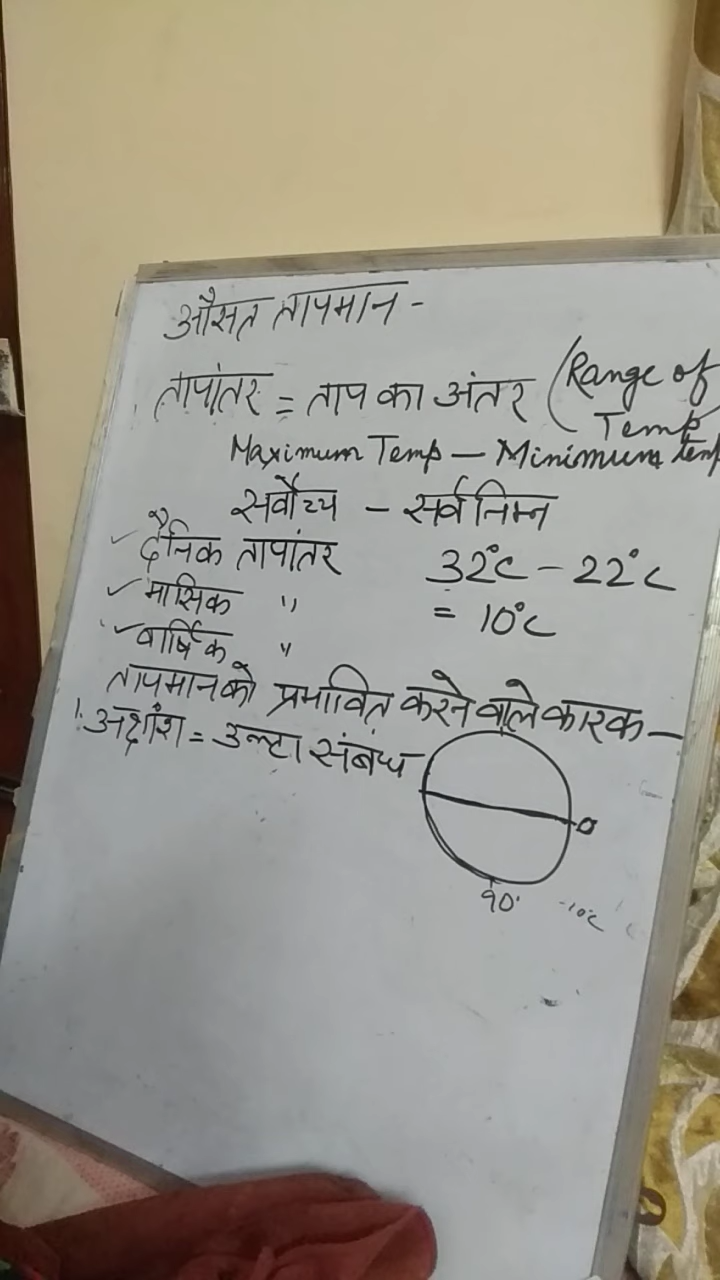 औसत तापमान -
तापांतर = ताप का अंतर (Range of
Temp
Maximum Temp — Minimum Temp
सर्वोच्य - सर्वनिम्न
✓ दैनिक तापांतर 32°C - 22°C
✓ मासिक " = 10°C
✓ वार्षिक "
तापमान को प्रभावित करने वाले कारक —
1. अक्षांश = उल्टा संबंध
0
90° -10°C